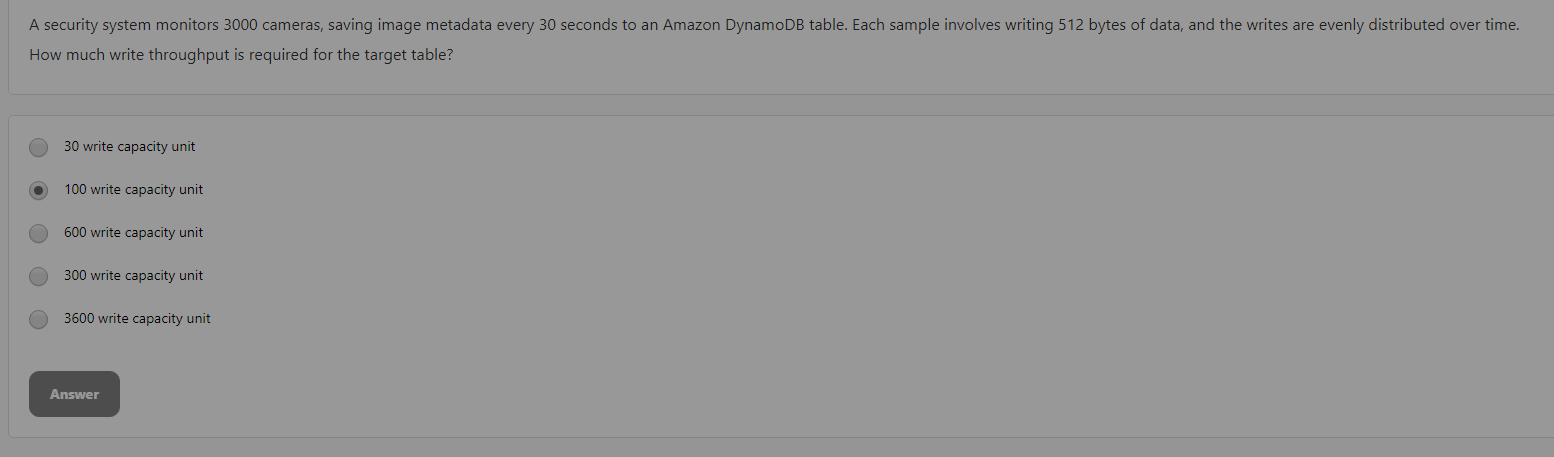 A security system monitors 3000 cameras, saving image metadata every 30 seconds to an Amazon DynamoDB table. Each sample involves writing 512 bytes of data, and the writes are evenly distributed over time.
How much write throughput is required for the target table?
30 write capacity unit
100 write capacity unit
600 write capacity unit
300 write capacity unit
3600 write capacity unit
Answer